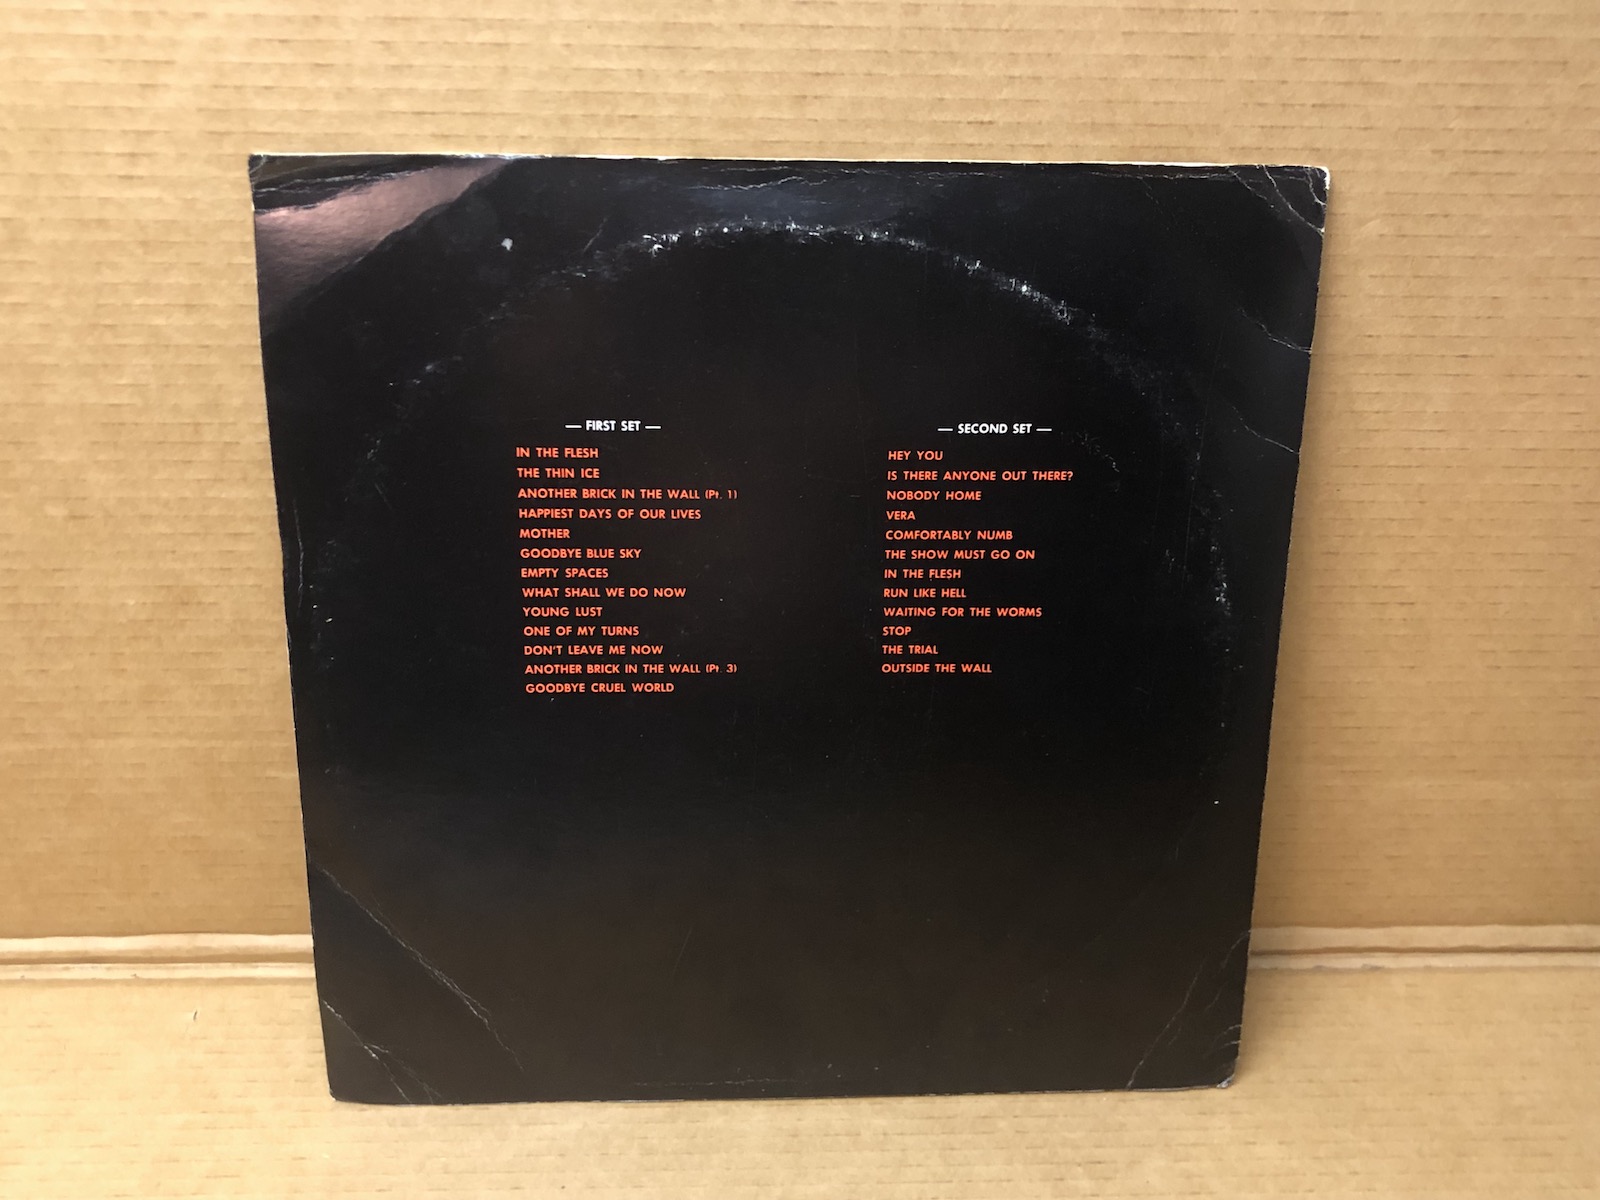 — FIRST SET —
IN THE FLESH
THE THIN ICE
ANOTHER BRICK IN THE WALL (Pt. 1)
HAPPIEST DAYS OF OUR LIVES
MOTHER
GOODBYE BLUE SKY
EMPTY SPACES
WHAT SHALL WE DO NOW
YOUNG LUST
ONE OF MY TURNS
DON'T LEAVE ME NOW
ANOTHER BRICK IN THE WALL (Pt. 3)
GOODBYE CRUEL WORLD
— SECOND SET —
HEY YOU
IS THERE ANYONE OUT THERE?
NOBODY HOME
VERA
COMFORTABLY NUMB
THE SHOW MUST GO ON
IN THE FLESH
RUN LIKE HELL
WAITING FOR THE WORMS
STOP
THE TRIAL
OUTSIDE THE WALL